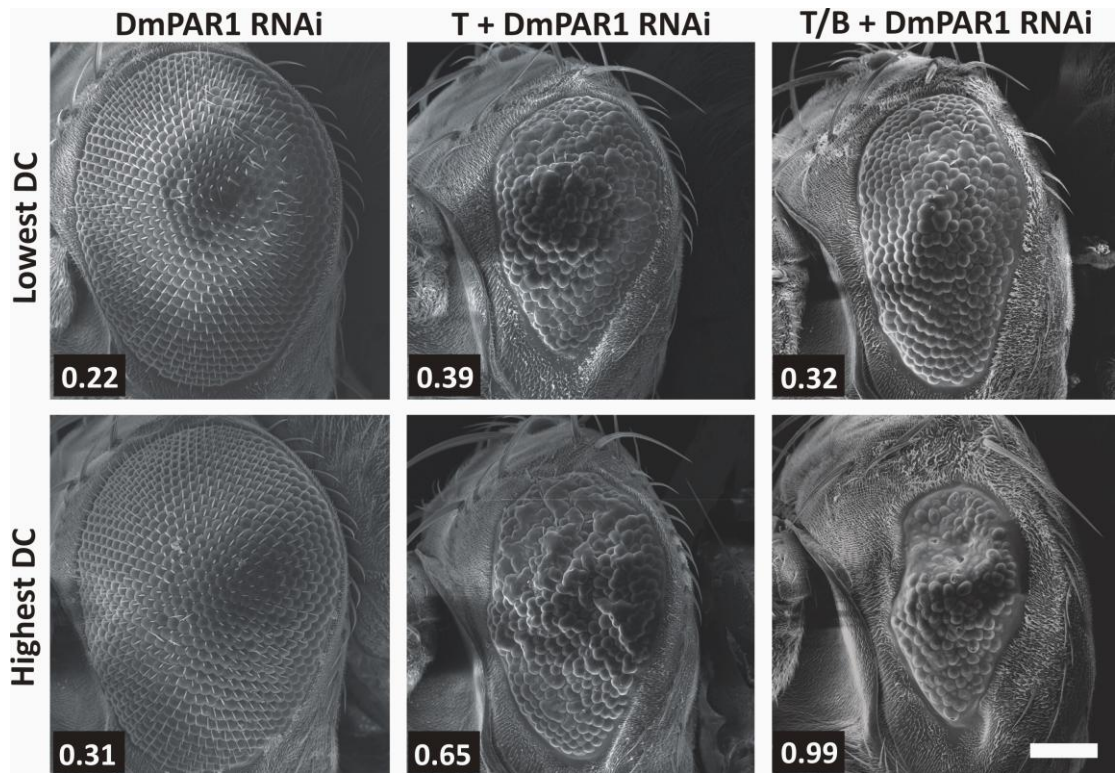 DmPAR1 RNAi
T + DmPAR1 RNAi
T/B + DmPAR1 RNAi
Lowest DC
0.22
0.39
0.32
Highest DC
0.31
0.65
0.99